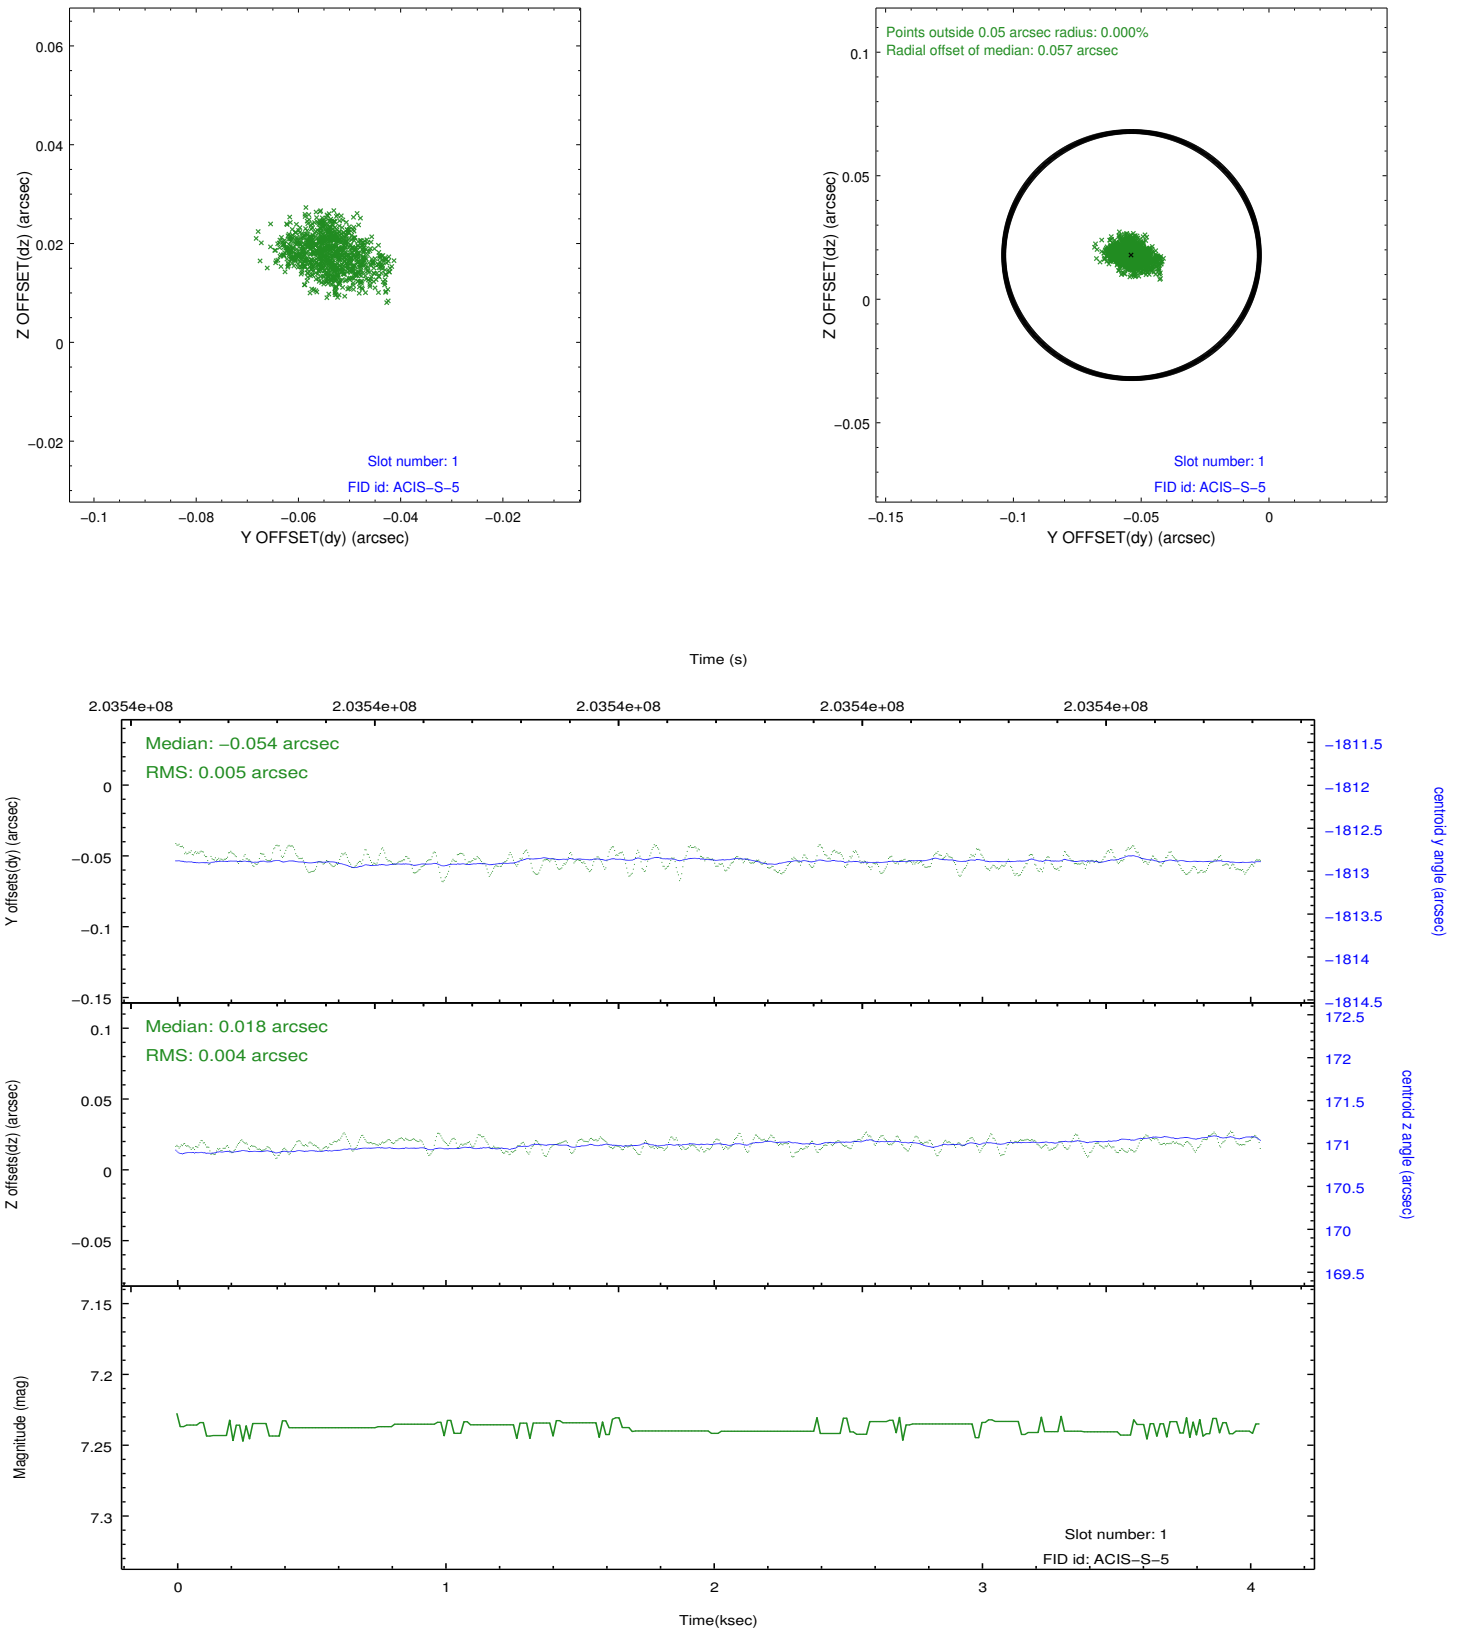 0.06
0.04
0.02
0
−0.02
Z OFFSET(dz) (arcsec)
Slot number: 1
FID id: ACIS−S−5
−0.1
−0.08
−0.06
−0.04
−0.02
Y OFFSET(dy) (arcsec)
Points outside 0.05 arcsec radius: 0.000%
Radial offset of median: 0.057 arcsec
0.1
0.05
0
−0.05
Z OFFSET(dz) (arcsec)
Slot number: 1
FID id: ACIS−S−5
−0.15
−0.1
−0.05
0
Y OFFSET(dy) (arcsec)
Time (s)
2.0354e+08
2.0354e+08
2.0354e+08
2.0354e+08
2.0354e+08
Median: −0.054 arcsec
RMS: 0.005 arcsec
0
−0.05
−0.1
−0.15
Y offsets(dy) (arcsec)
−1811.5
−1812
−1812.5
−1813
−1813.5
−1814
−1814.5
centroid y angle (arcsec)
Median: 0.018 arcsec
RMS: 0.004 arcsec
0.1
0.05
0
−0.05
Z offsets(dz) (arcsec)
172.5
172
171.5
171
170.5
170
169.5
centroid z angle (arcsec)
7.15
7.2
7.25
7.3
Magnitude (mag)
Slot number: 1
FID id: ACIS−S−5
0
1
2
3
4
Time(ksec)